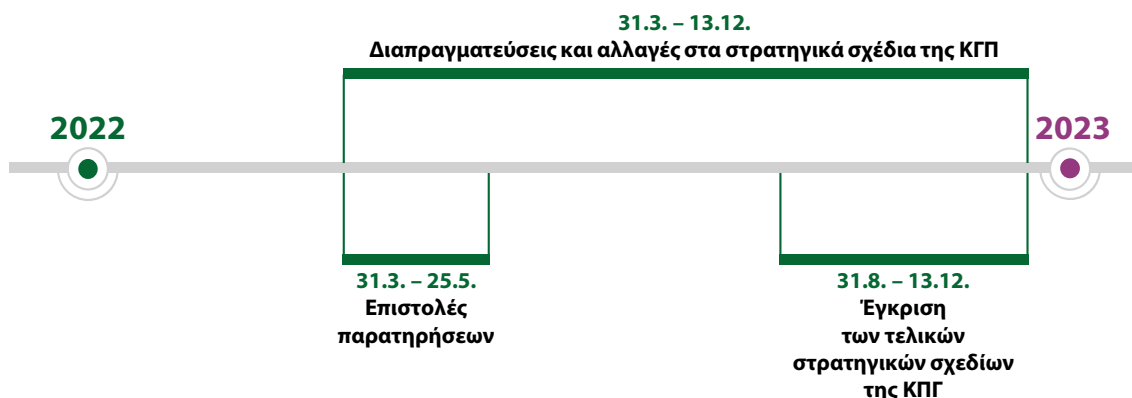 31.3. – 13.12.
Διαπραγματεύσεις και αλλαγές στα στρατηγικά σχέδια της ΚΓΠ
2022
2023
31.3. – 25.5.
Επιστολές
παρατηρήσεων
31.8. – 13.12.
Έγκριση
των τελικών
στρατηγικών σχεδίων
της ΚΠΓ